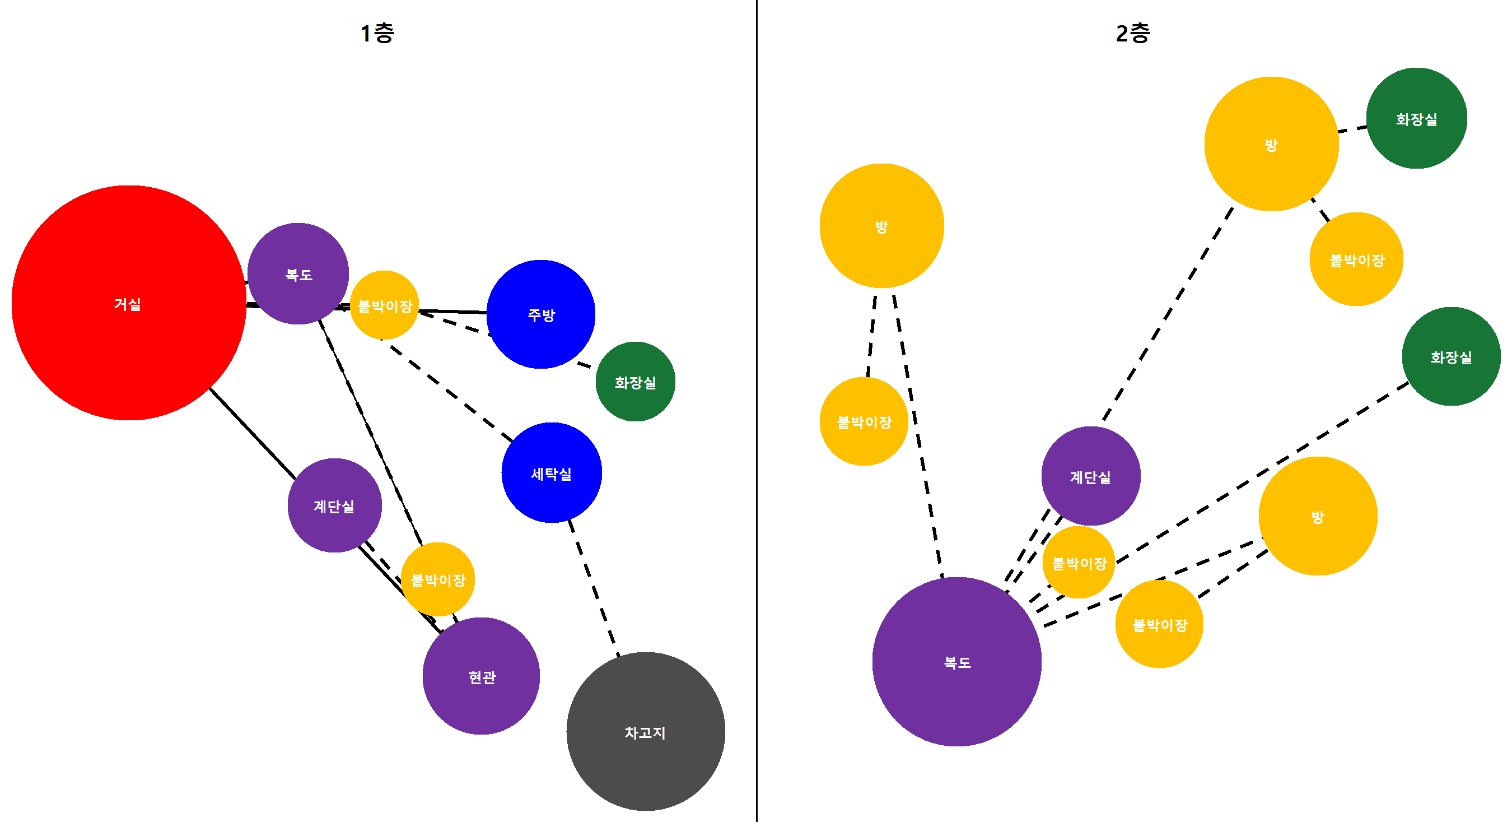 1층
복도
거실
붙박이장
주방
화장실
세탁실
계단실
붙박이장
현관
차고지
2층
화장실
방
방
붙박이장
화장실
붙박이장
계단실
방
붙박이장
붙박이장
복도